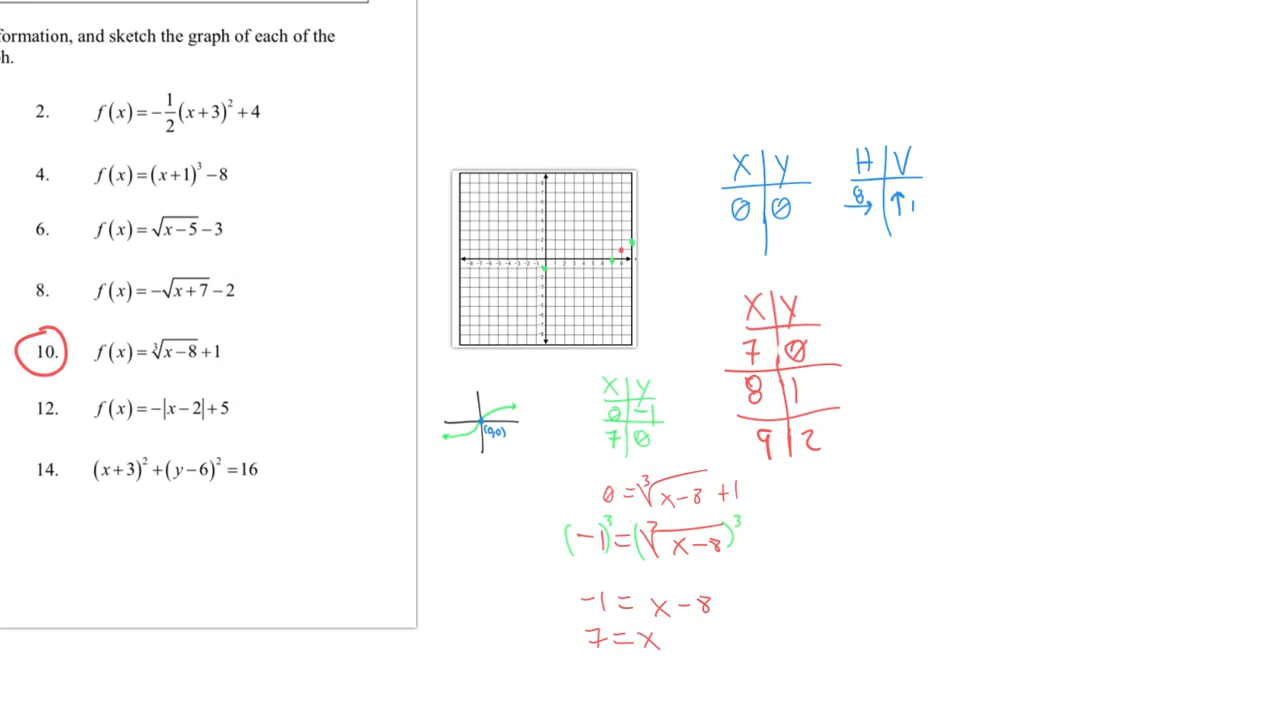 formation, and sketch the graph of each of the
h.
2. f(x)=-1/2(x+3)²+4
4. f(x)=(x+1)³-8
6. f(x)=√(x-5)-3
8. f(x)=-√(x+7)-2
10. f(x)=∛(x-8)+1
12. f(x)=-|x-2|+5
14. (x+3)²+(y-6)²=16
X | Y
0 | 0
H | V
8→ | ↑1
X | Y
7 | 0
8 | 1
9 | 2
(0,0)
X | Y
0 | -1
7 | 0
0 = ∛(x-8) +1
(-1)³ = (∛(x-8))³
-1 = x-8
7 = x